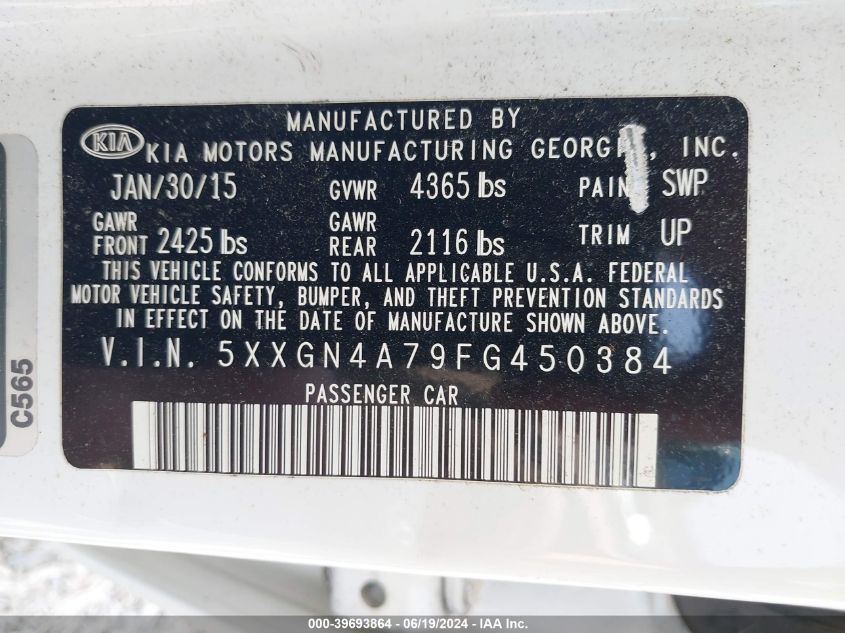 MANUFACTURED BY
KIA KIA MOTORS MANUFACTURING GEORGIA, INC.
JAN/30/15 GVWR 4365 lbs PAINT SWP
GAWR FRONT 2425 lbs GAWR REAR 2116 lbs TRIM UP
THIS VEHICLE CONFORMS TO ALL APPLICABLE U.S.A. FEDERAL
MOTOR VEHICLE SAFETY, BUMPER, AND THEFT PREVENTION STANDARDS
IN EFFECT ON THE DATE OF MANUFACTURE SHOWN ABOVE.
V.I.N. 5XXGN4A79FG450384
PASSENGER CAR
C565
000-39693864 - 06/19/2024 - IAA, Inc.